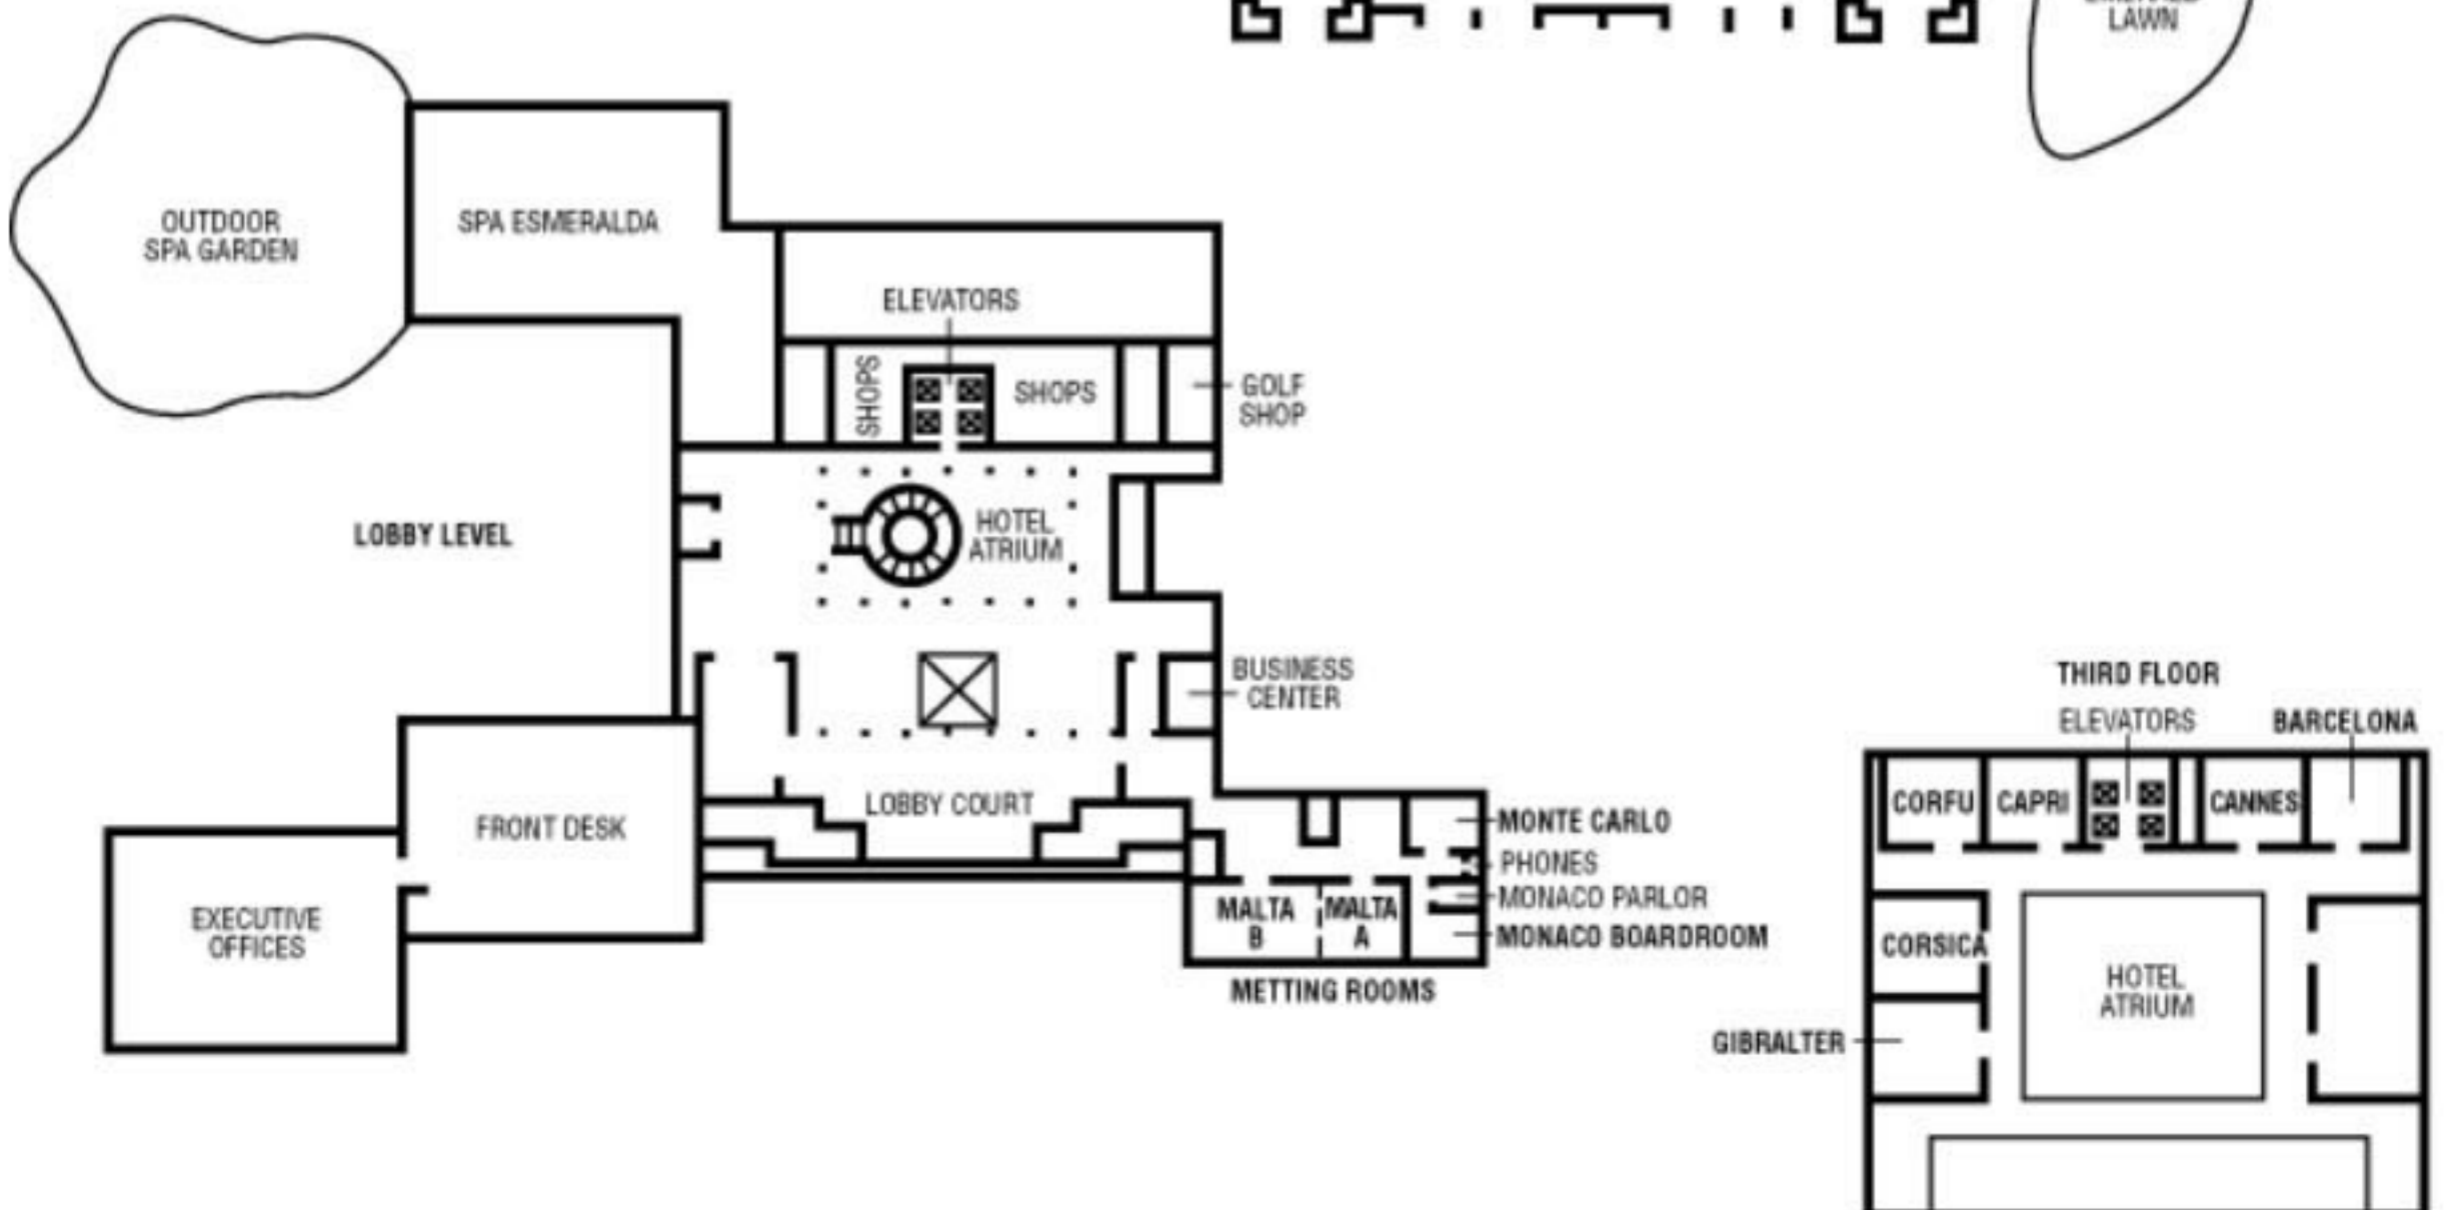 LAWN
OUTDOOR
SPA GARDEN
SPA ESMERALDA
ELEVATORS
SHOPS
SHOPS
GOLF
SHOP
HOTEL
ATRIUM
LOBBY LEVEL
BUSINESS
CENTER
LOBBY COURT
FRONT DESK
EXECUTIVE
OFFICES
MONTE CARLO
PHONES
MONACO PARLOR
MONACO BOARDROOM
MALTA
B
MALTA
A
METTING ROOMS
THIRD FLOOR
ELEVATORS
BARCELONA
CORFU
CAPRI
CANNES
CORSICA
HOTEL
ATRIUM
GIBRALTER